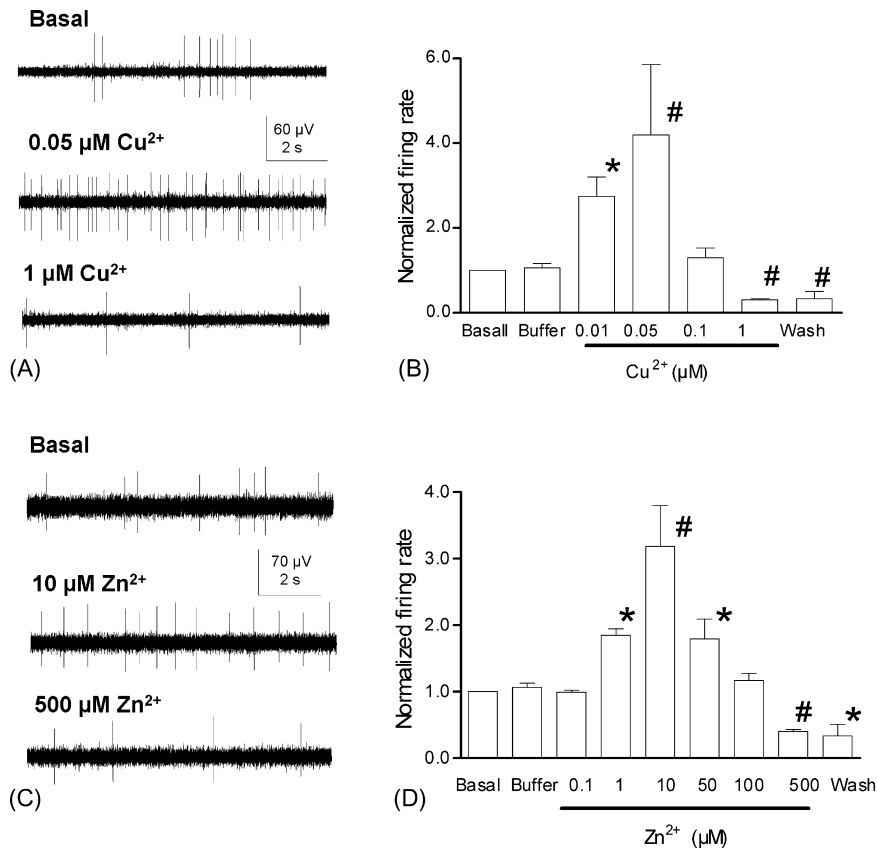 Basal
0.05 µM Cu²⁺
60 µV
2 s
1 µM Cu²⁺
(A)
6.0
4.0
2.0
0.0
Normalized firing rate
*
#
#
#
Basall Buffer 0.01 0.05 0.1 1 Wash
Cu²⁺ (µM)
(B)
Basal
70 µV
2 s
10 µM Zn²⁺
500 µM Zn²⁺
(C)
4.0
3.0
2.0
1.0
0.0
Normalized firing rate
*
#
*
#
*
Basal Buffer 0.1 1 10 50 100 500 Wash
Zn²⁺ (µM)
(D)